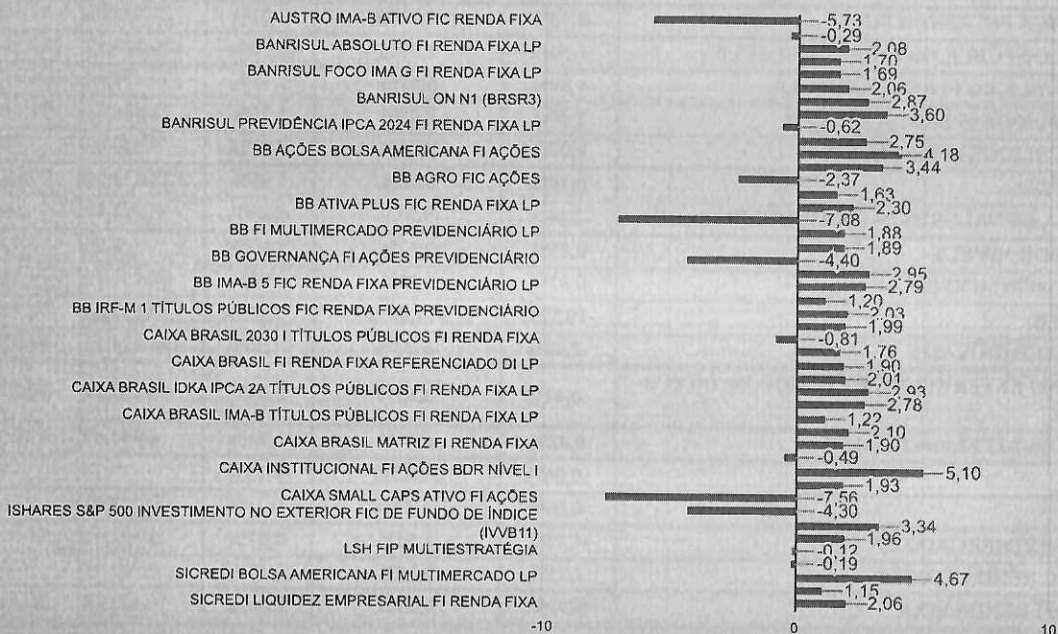 AUSTRO IMA-B ATIVO FIC RENDA FIXA
-5,73
-0,29
BANRISUL ABSOLUTO FI RENDA FIXA LP
2,08
1,70
BANRISUL FOCO IMA G FI RENDA FIXA LP
1,69
2,06
BANRISUL ON N1 (BRSR3)
2,87
3,60
BANRISUL PREVIDÊNCIA IPCA 2024 FI RENDA FIXA LP
-0,62
2,75
BB AÇÕES BOLSA AMERICANA FI AÇÕES
4,18
3,44
BB AGRO FIC AÇÕES
-2,37
1,63
BB ATIVA PLUS FIC RENDA FIXA LP
2,30
-7,08
BB FI MULTIMERCADO PREVIDENCIÁRIO LP
1,88
1,89
BB GOVERNANÇA FI AÇÕES PREVIDENCIÁRIO
-4,40
2,95
BB IMA-B 5 FIC RENDA FIXA PREVIDENCIÁRIO LP
2,79
1,20
BB IRF-M 1 TÍTULOS PÚBLICOS FIC RENDA FIXA PREVIDENCIÁRIO
2,03
1,99
CAIXA BRASIL 2030 I TÍTULOS PÚBLICOS FI RENDA FIXA
-0,81
1,76
CAIXA BRASIL FI RENDA FIXA REFERENCIADO DI LP
1,90
2,01
CAIXA BRASIL IDKA IPCA 2A TÍTULOS PÚBLICOS FI RENDA FIXA LP
2,93
2,78
CAIXA BRASIL IMA-B TÍTULOS PÚBLICOS FI RENDA FIXA LP
1,22
2,10
CAIXA BRASIL MATRIZ FI RENDA FIXA
1,90
-0,49
CAIXA INSTITUCIONAL FI AÇÕES BDR NÍVEL I
5,10
1,93
CAIXA SMALL CAPS ATIVO FI AÇÕES
-7,56
ISHARES S&P 500 INVESTIMENTO NO EXTERIOR FIC DE FUNDO DE ÍNDICE
-4,30
(IVVB11)
3,34
1,96
LSH FIP MULTIESTRATÉGIA
-0,12
-0,19
SICREDI BOLSA AMERICANA FI MULTIMERCADO LP
4,67
1,15
SICREDI LIQUIDEZ EMPRESARIAL FI RENDA FIXA
2,06
-10
0
10